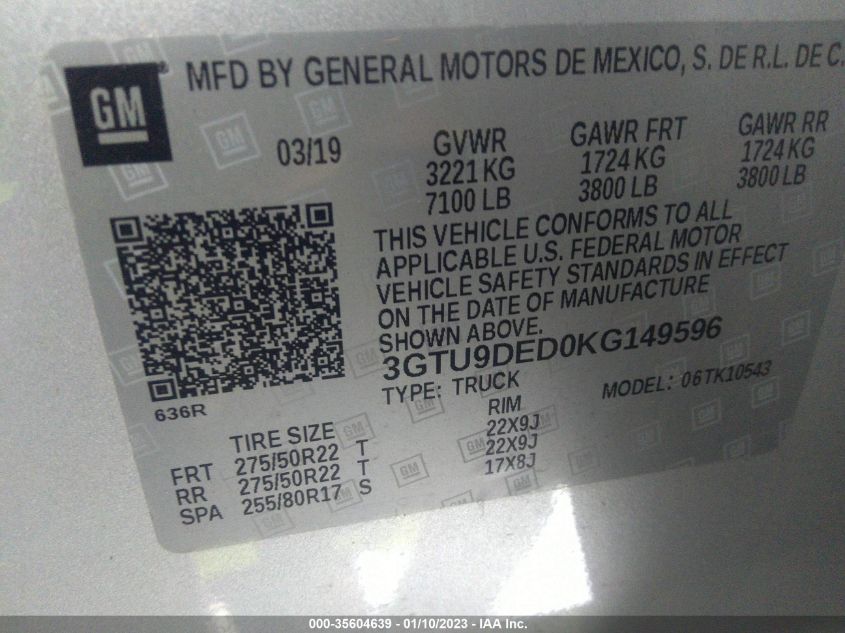 GM
MFD BY GENERAL MOTORS DE MEXICO, S. DE R.L. DE C.
03/19
GVWR
3221 KG
7100 LB
GAWR FRT
1724 KG
3800 LB
GAWR RR
1724 KG
3800 LB
THIS VEHICLE CONFORMS TO ALL
APPLICABLE U.S. FEDERAL MOTOR
VEHICLE SAFETY STANDARDS IN EFFECT
ON THE DATE OF MANUFACTURE
SHOWN ABOVE.
3GTU9DED0KG149596
TYPE: TRUCK MODEL: 06TK10543
636R
TIRE SIZE RIM
FRT 275/50R22 T 22X9J
RR 275/50R22 T 22X9J
SPA 255/80R17 S 17X8J
000-35604639 - 01/10/2023 - IAA Inc.